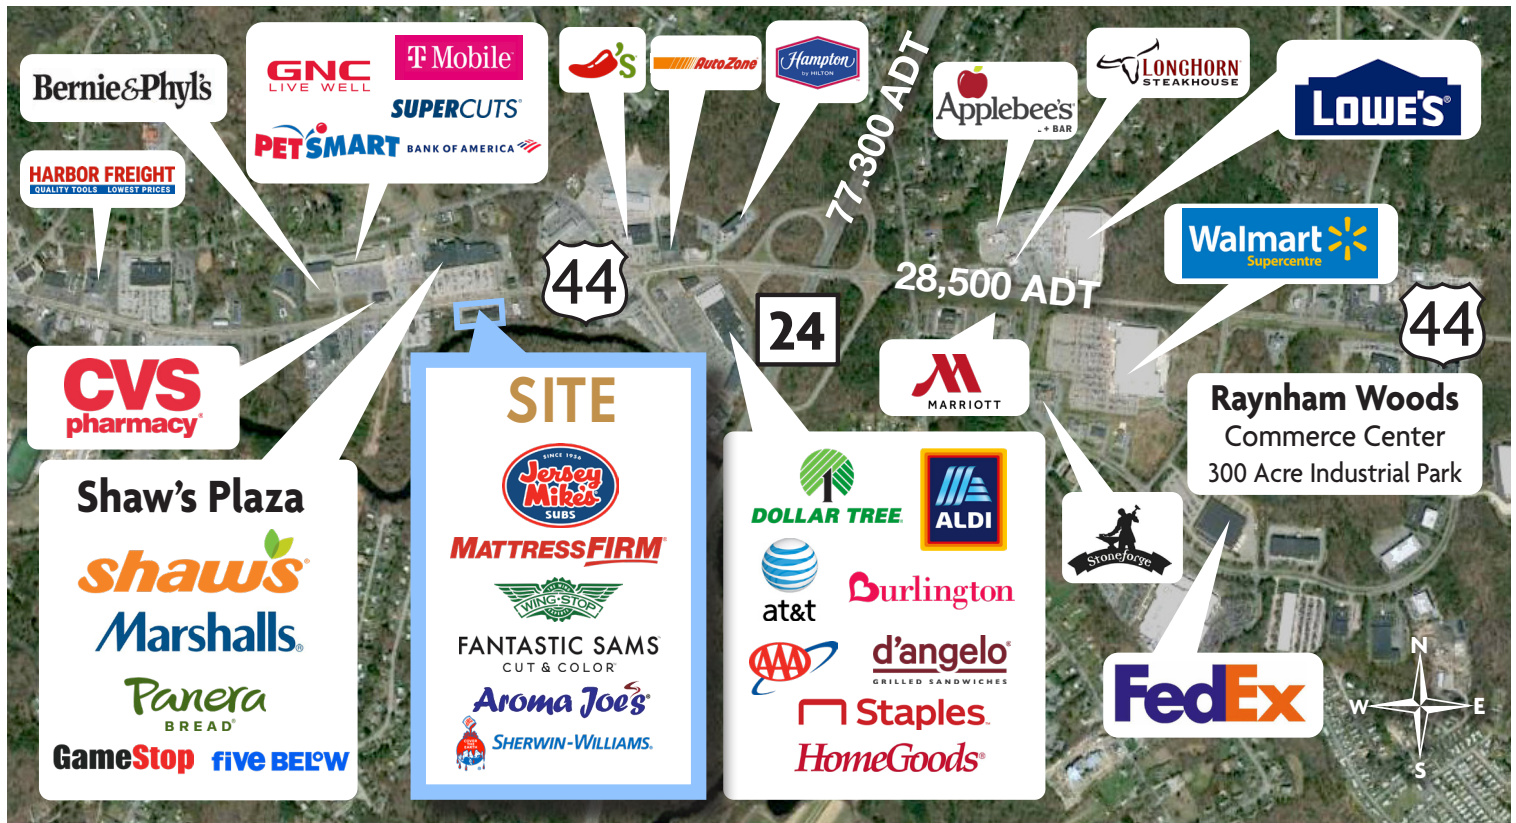 Bernie&Phyl's
HARBOR FREIGHT
QUALITY TOOLS LOWEST PRICES
GNC
LIVE WELL
T Mobile
SUPERCUTS
PETSMART
BANK OF AMERICA
CHILI'S
AutoZone
Hampton
by HILTON
77,300 ADT
Applebee's
+ BAR
LONGHORN
STEAKHOUSE
LOWE'S
Walmart
Supercentre
28,500 ADT
44
24
44
CVS
pharmacy
MARRIOTT
Raynham Woods
Commerce Center
300 Acre Industrial Park
Shaw's Plaza
shaw's
Marshalls
Panera
BREAD
GameStop
five BELOW
SITE
SINCE 1956
Jersey
Mike's
SUBS
MATTRESSFIRM
WING·STOP
FANTASTIC SAMS
CUT & COLOR
Aroma Joe's
SHERWIN-WILLIAMS.
DOLLAR TREE
ALDI
at&t
Burlington
AAA
d'angelo
GRILLED SANDWICHES
Staples
HomeGoods
Stoneforge
FedEx
N
W E
S